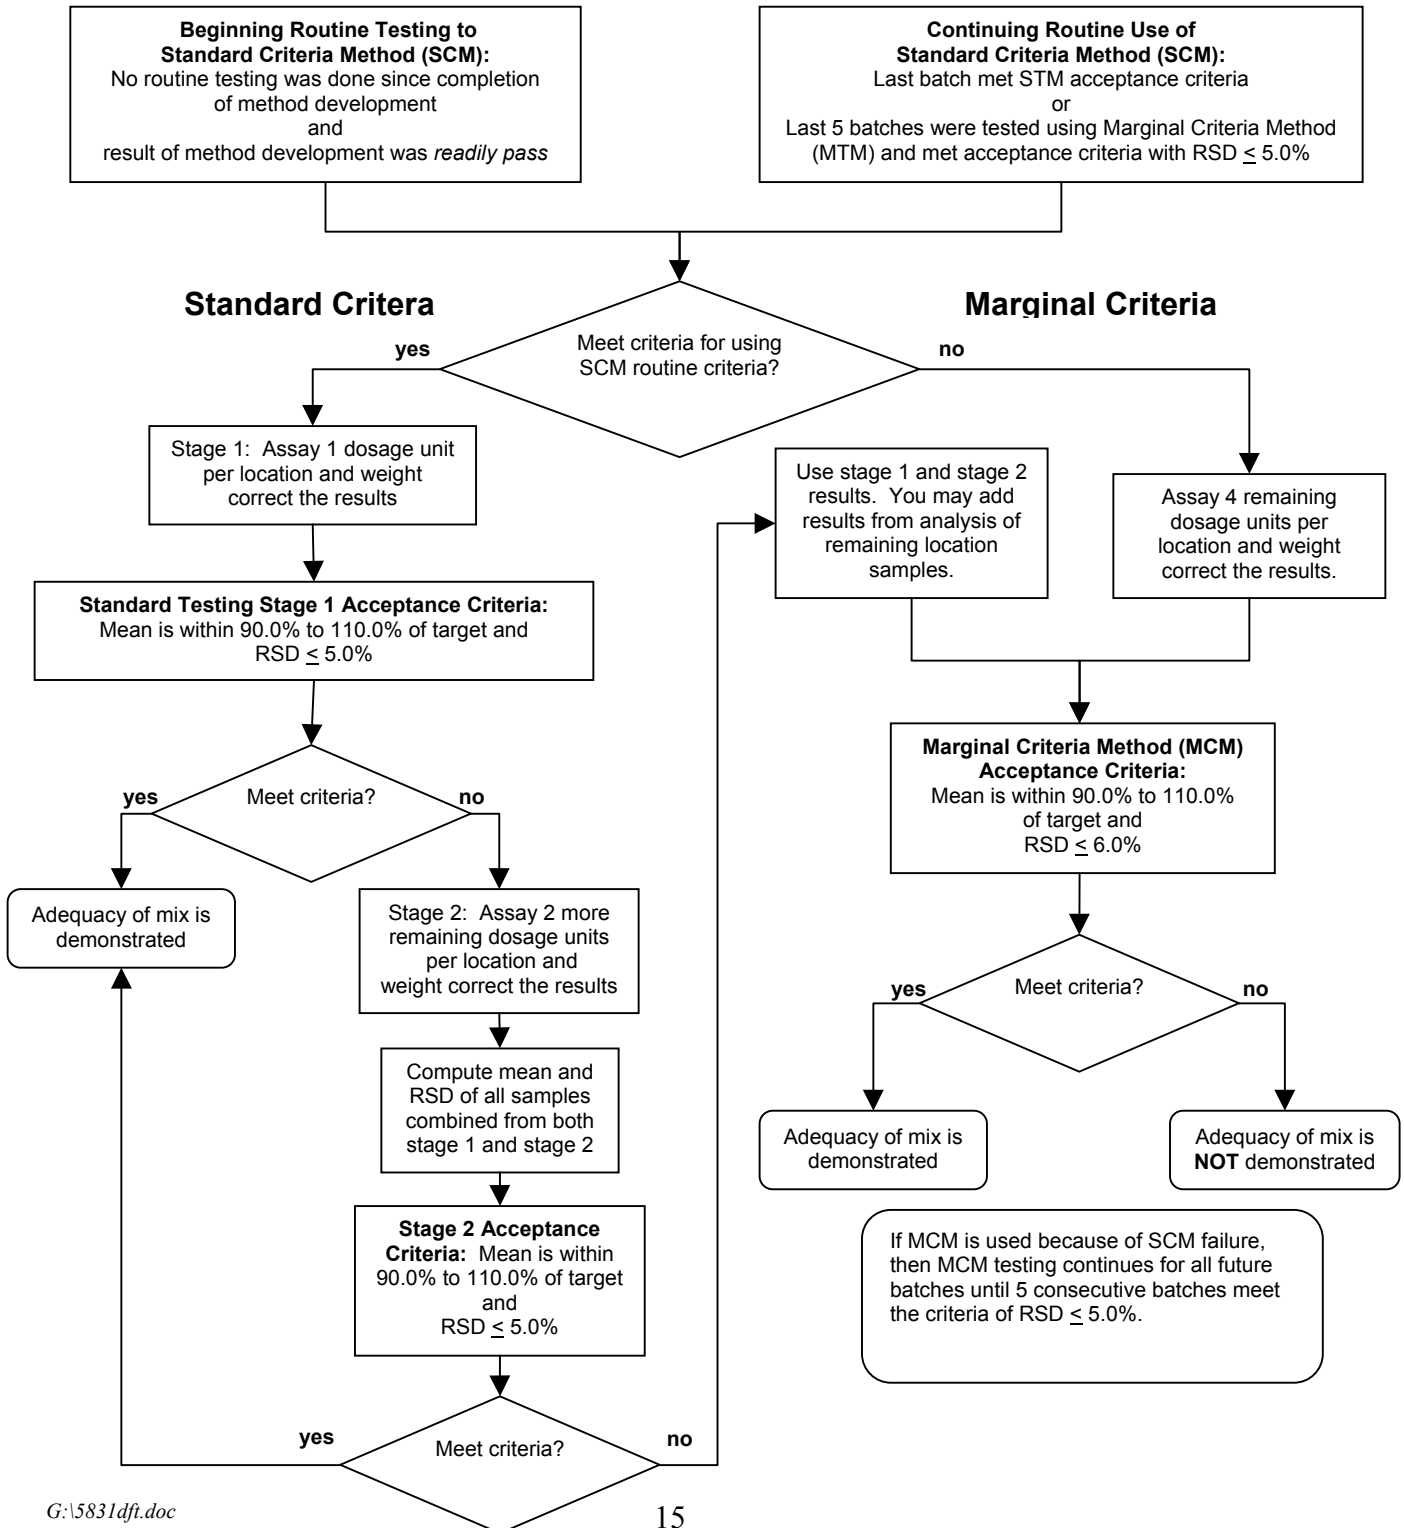 Beginning Routine Testing to
Standard Criteria Method (SCM):
No routine testing was done since completion
of method development
and
result of method development was readily pass
Continuing Routine Use of
Standard Criteria Method (SCM):
Last batch met STM acceptance criteria
or
Last 5 batches were tested using Marginal Criteria Method
(MTM) and met acceptance criteria with RSD ≤ 5.0%
Standard Critera
Marginal Criteria
Meet criteria for using
SCM routine criteria?
yes
no
Stage 1: Assay 1 dosage unit
per location and weight
correct the results
Use stage 1 and stage 2
results. You may add
results from analysis of
remaining location
samples.
Assay 4 remaining
dosage units per
location and weight
correct the results.
Standard Testing Stage 1 Acceptance Criteria:
Mean is within 90.0% to 110.0% of target and
RSD ≤ 5.0%
Marginal Criteria Method (MCM)
Acceptance Criteria:
Mean is within 90.0% to 110.0%
of target and
RSD ≤ 6.0%
yes
Meet criteria?
no
Adequacy of mix is
demonstrated
Stage 2: Assay 2 more
remaining dosage units
per location and
weight correct the results
yes
Meet criteria?
no
Compute mean and
RSD of all samples
combined from both
stage 1 and stage 2
Adequacy of mix is
demonstrated
Adequacy of mix is
NOT demonstrated
Stage 2 Acceptance
Criteria: Mean is within
90.0% to 110.0% of target
and
RSD ≤ 5.0%
If MCM is used because of SCM failure,
then MCM testing continues for all future
batches until 5 consecutive batches meet
the criteria of RSD ≤ 5.0%.
yes
Meet criteria?
no
G:\5831dft.doc
15